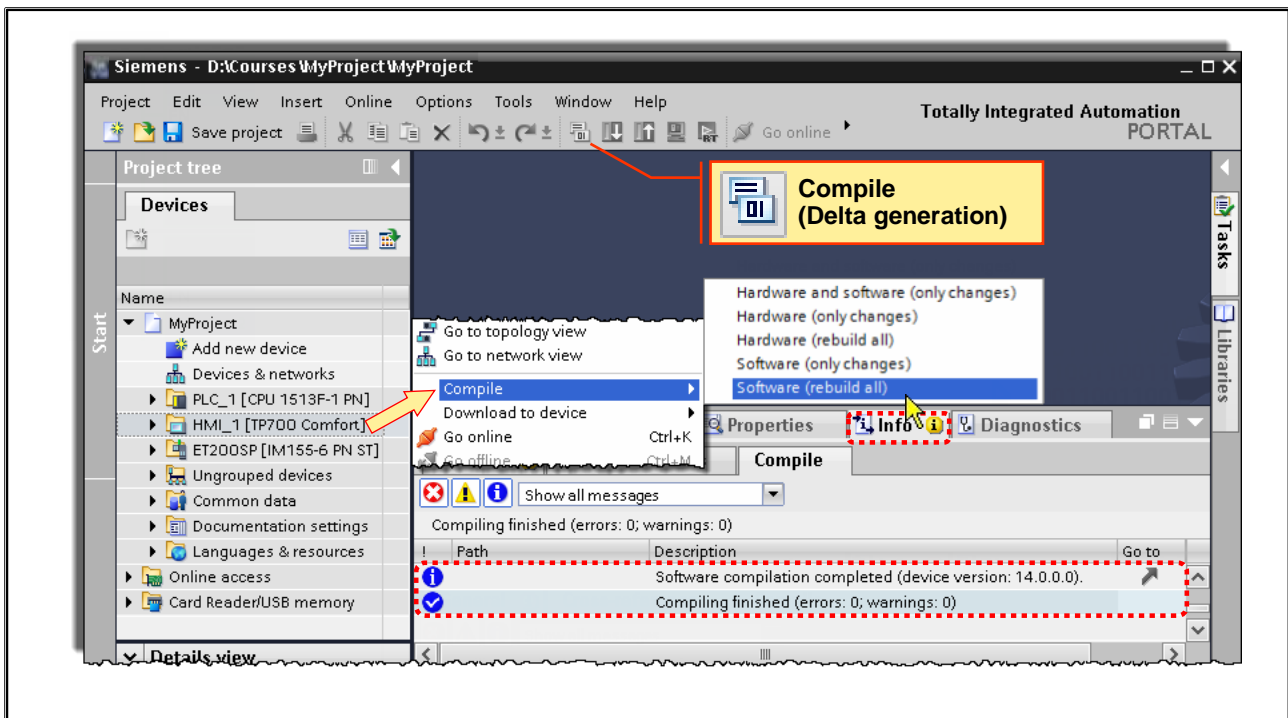 Siemens - D:\Courses\MyProject\MyProject
Project Edit View Insert Online Options Tools Window Help
Totally Integrated Automation
PORTAL
Save project
RT
Go online
Project tree
Devices
Compile
(Delta generation)
Name
MyProject
Add new device
Devices & networks
PLC_1 [CPU 1513F-1 PN]
HMI_1 [TP700 Comfort]
ET200SP [IM155-6 PN ST]
Ungrouped devices
Common data
Documentation settings
Languages & resources
Online access
Card Reader/USB memory
Details view
Start
Go to topology view
Go to network view
Compile
Download to device
Go online Ctrl+K
Go offline Ctrl+M
Hardware and software (only changes)
Hardware (only changes)
Hardware (rebuild all)
Software (only changes)
Software (rebuild all)
Properties Info Diagnostics
Compile
Show all messages
Compiling finished (errors: 0; warnings: 0)
! Path Description Go to
Software compilation completed (device version: 14.0.0.0).
Compiling finished (errors: 0; warnings: 0)
Tasks
Libraries